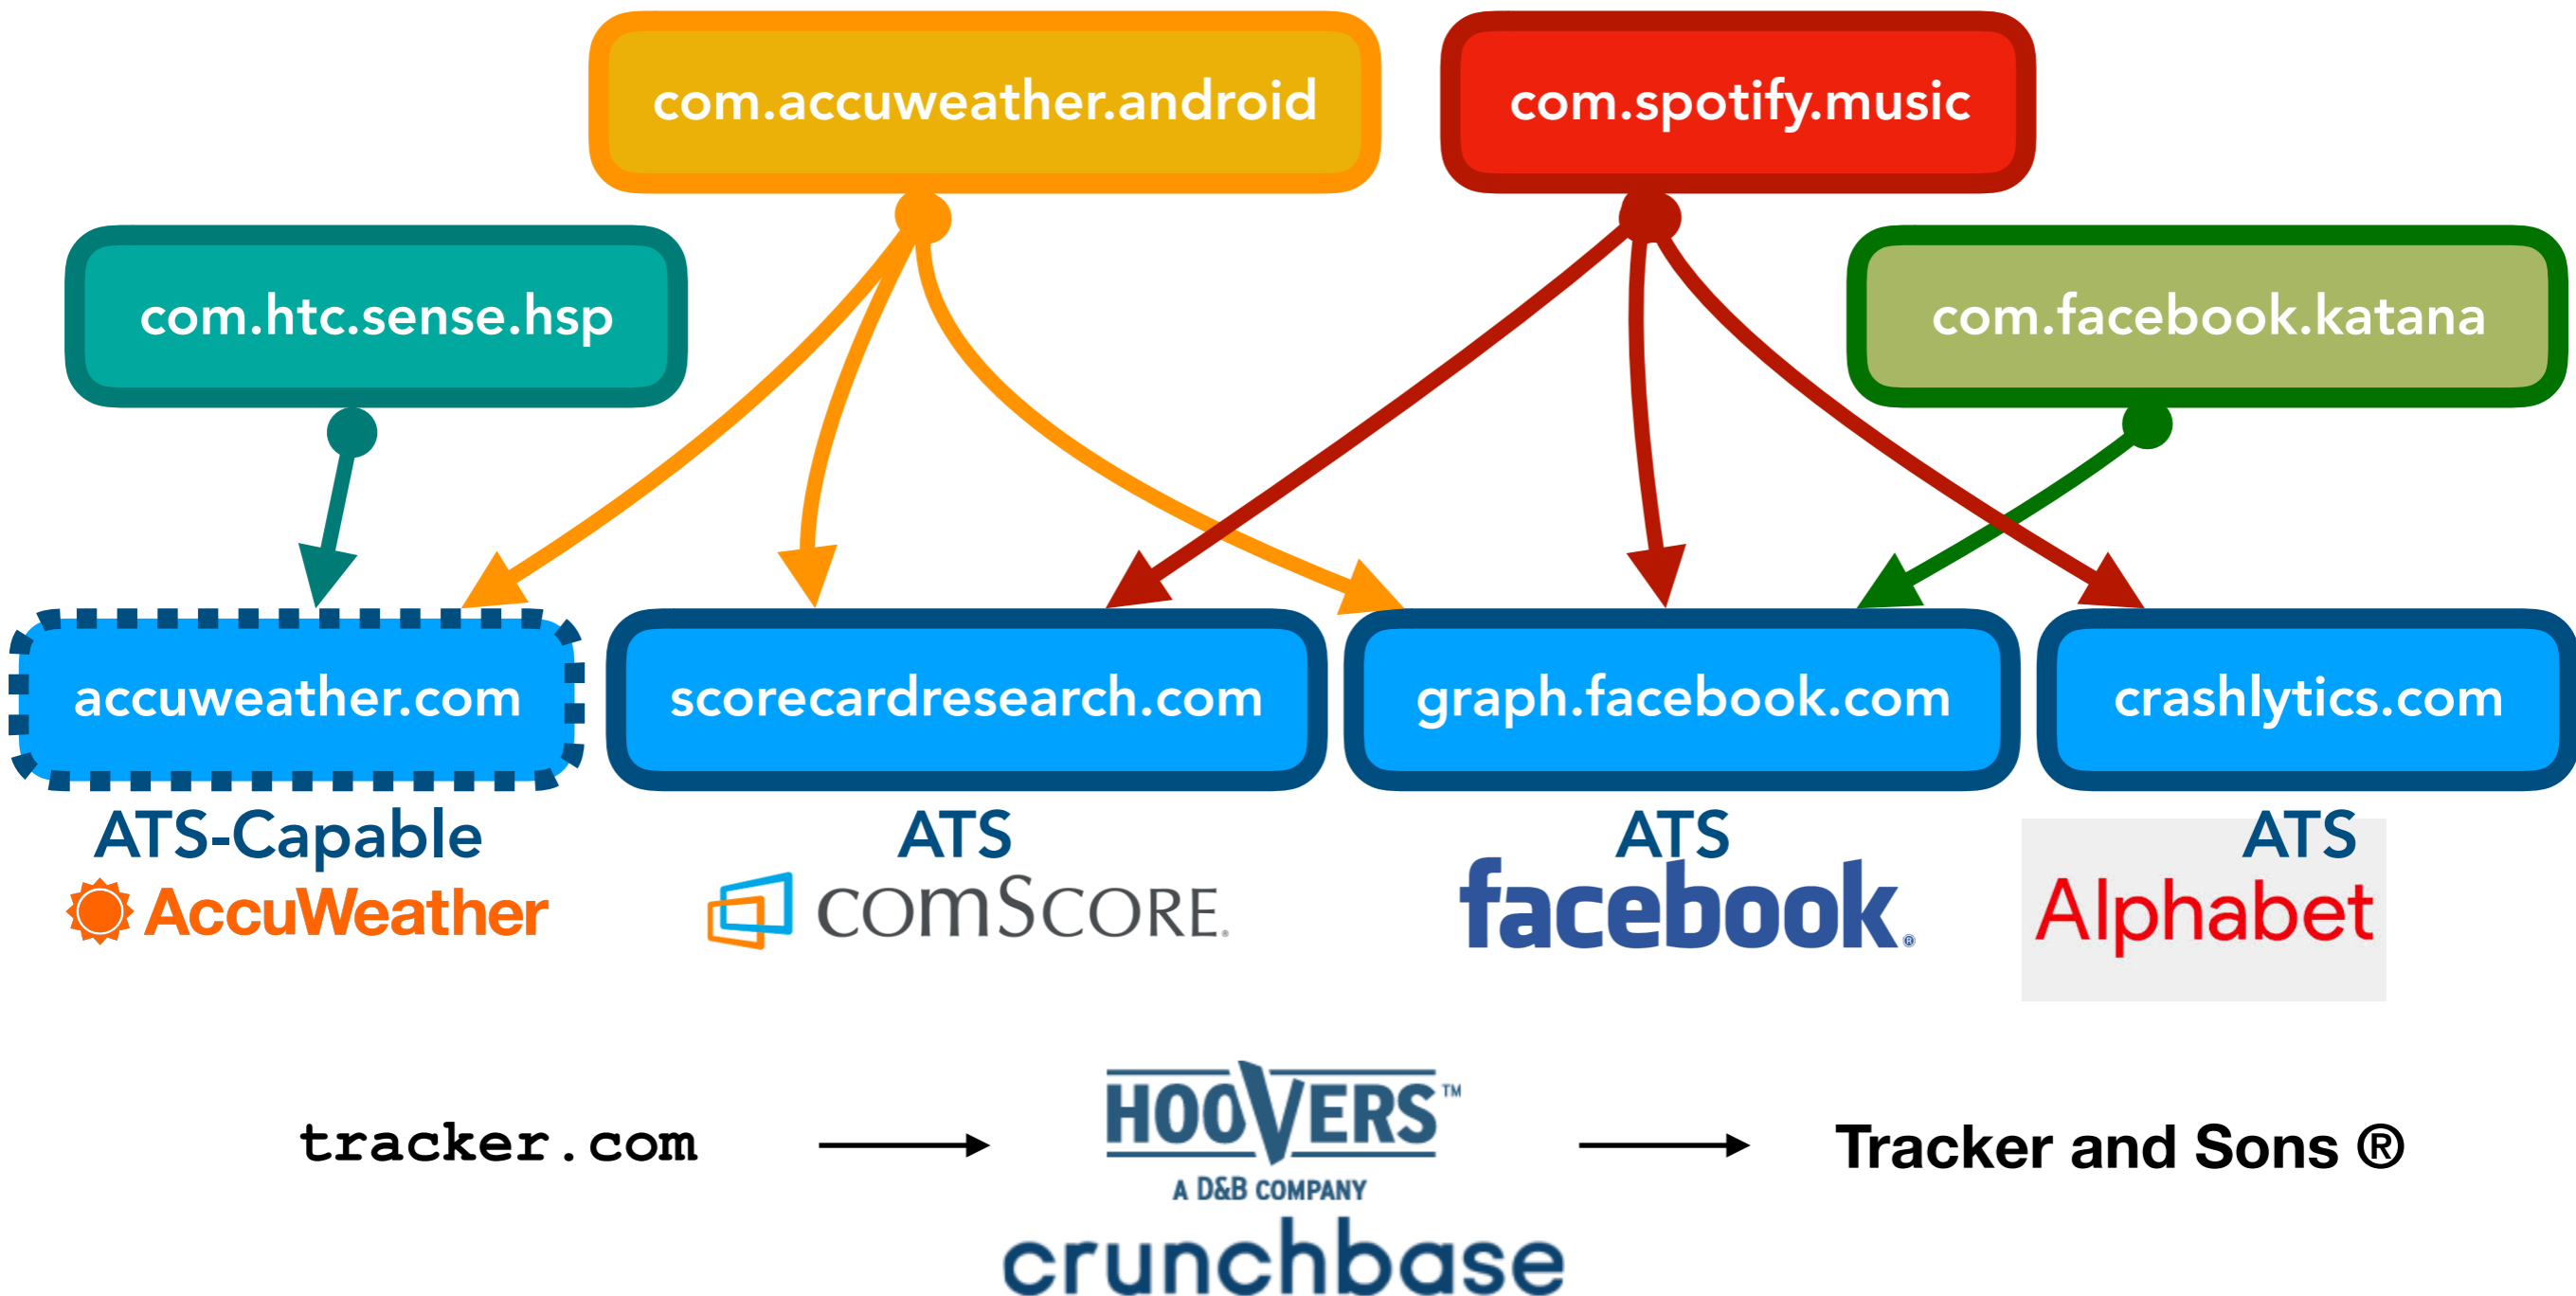 com.accuweather.android
com.spotify.music
com.htc.sense.hsp
com.facebook.katana
accuweather.com
scorecardresearch.com
graph.facebook.com
crashlytics.com
ATS-Capable
ATS
ATS
ATS
AccuWeather
comScore®
facebook®
Alphabet
tracker.com
HOOVERS™
A D&B COMPANY
crunchbase
Tracker and Sons ®